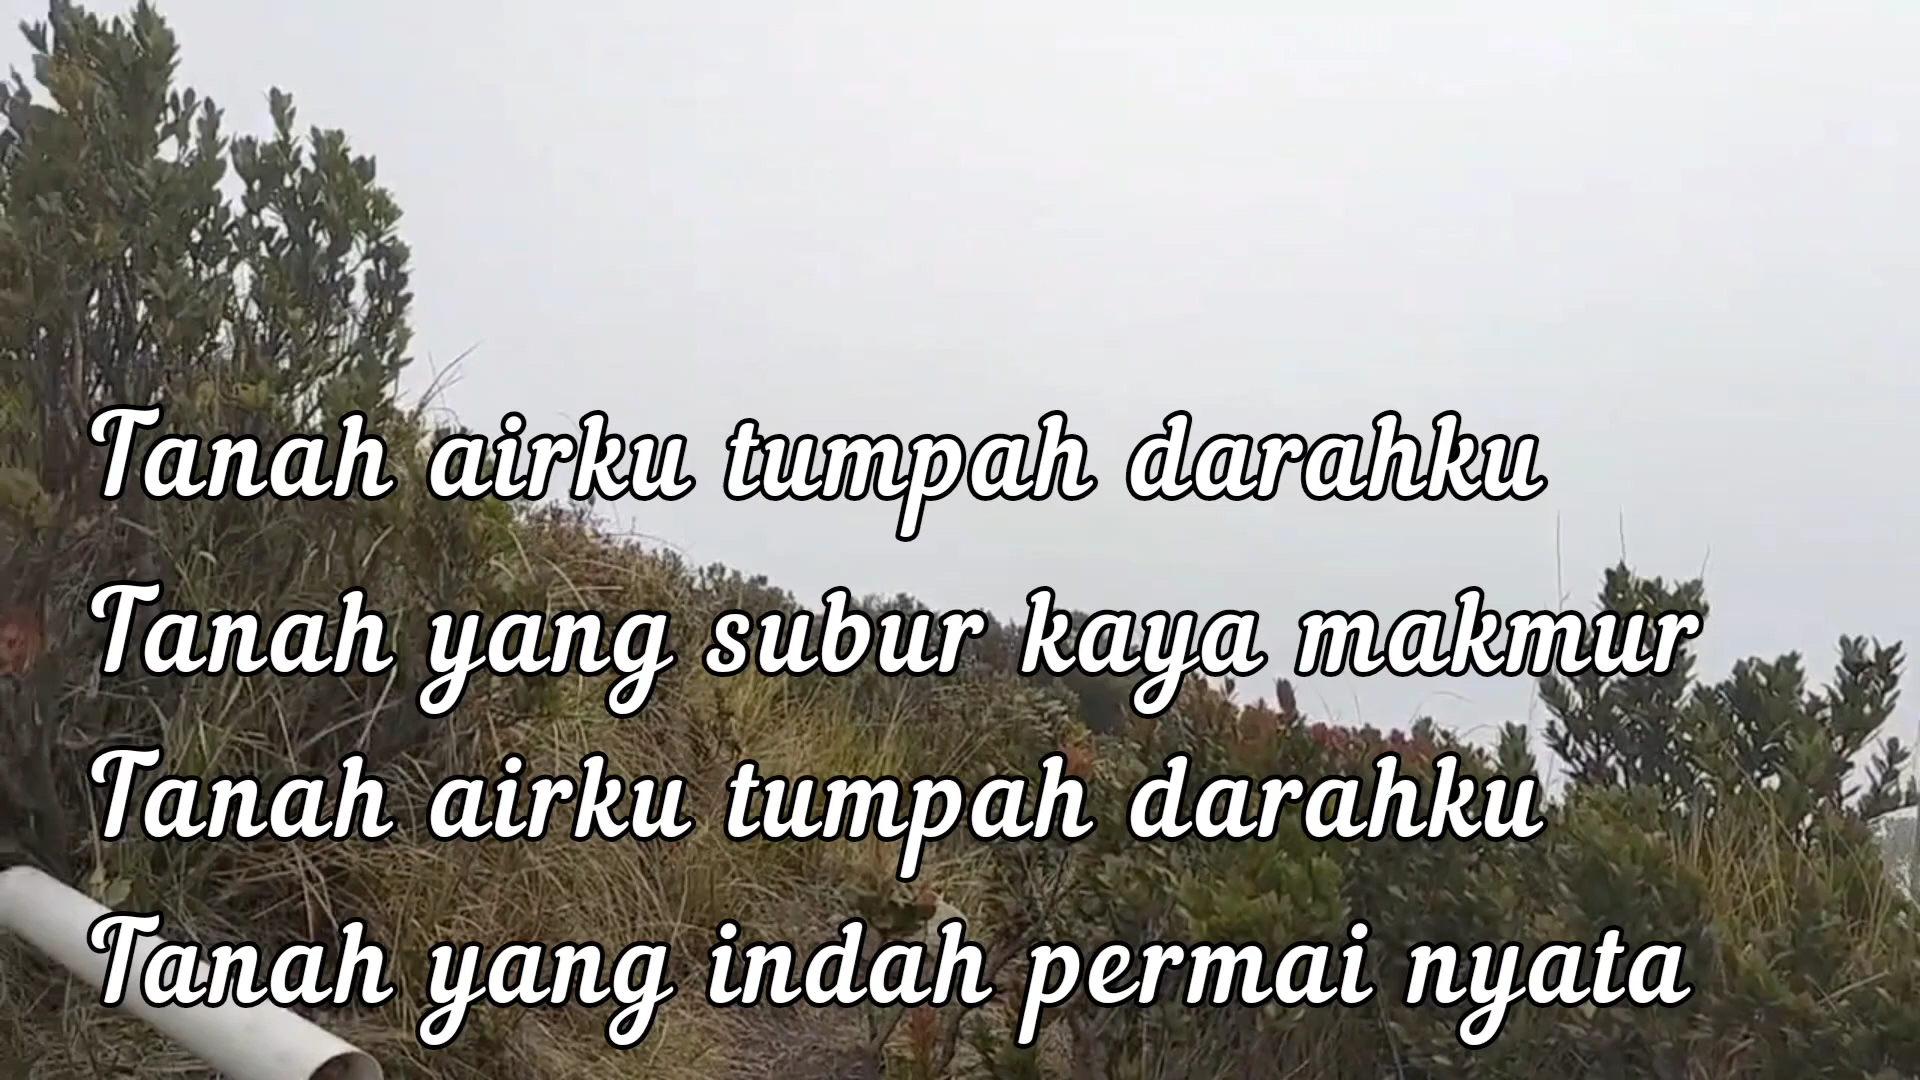 Tanah airku tumpah darahku
Tanah yang subur kaya makmur
Tanah airku tumpah darahku
Tanah yang indah permai nyata